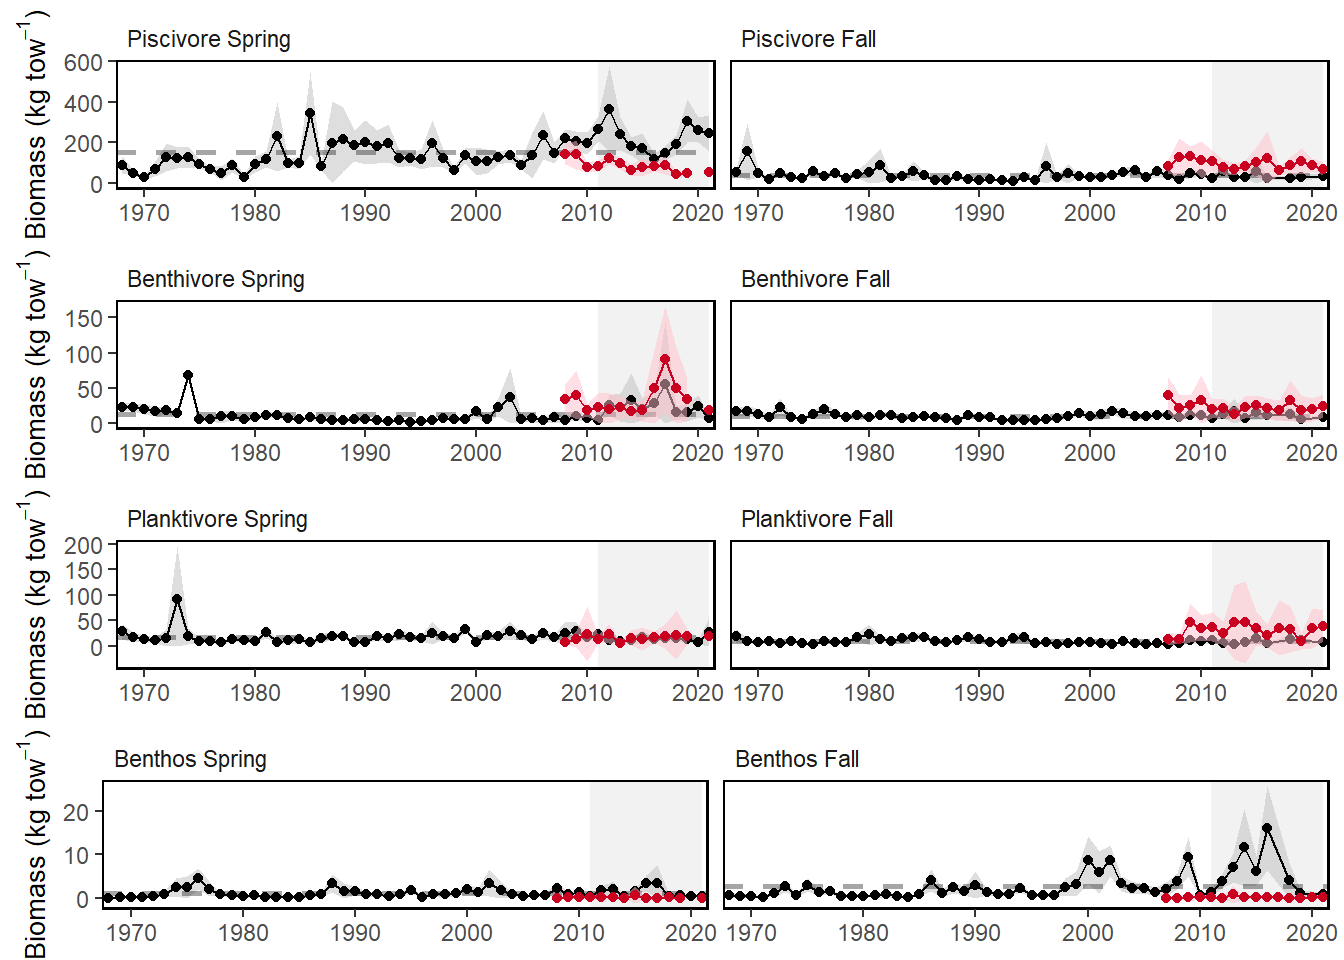 Piscivore Spring
Piscivore Fall
Biomass (kg tow⁻¹)
600
400
200
0
1970 1980 1990 2000 2010 2020
1970 1980 1990 2000 2010 2020
Benthivore Spring
Benthivore Fall
Biomass (kg tow⁻¹)
150
100
50
0
1970 1980 1990 2000 2010 2020
1970 1980 1990 2000 2010 2020
Planktivore Spring
Planktivore Fall
Biomass (kg tow⁻¹)
200
150
100
50
0
1970 1980 1990 2000 2010 2020
1970 1980 1990 2000 2010 2020
Benthos Spring
Benthos Fall
Biomass (kg tow⁻¹)
20
10
0
1970 1980 1990 2000 2010 2020
1970 1980 1990 2000 2010 2020